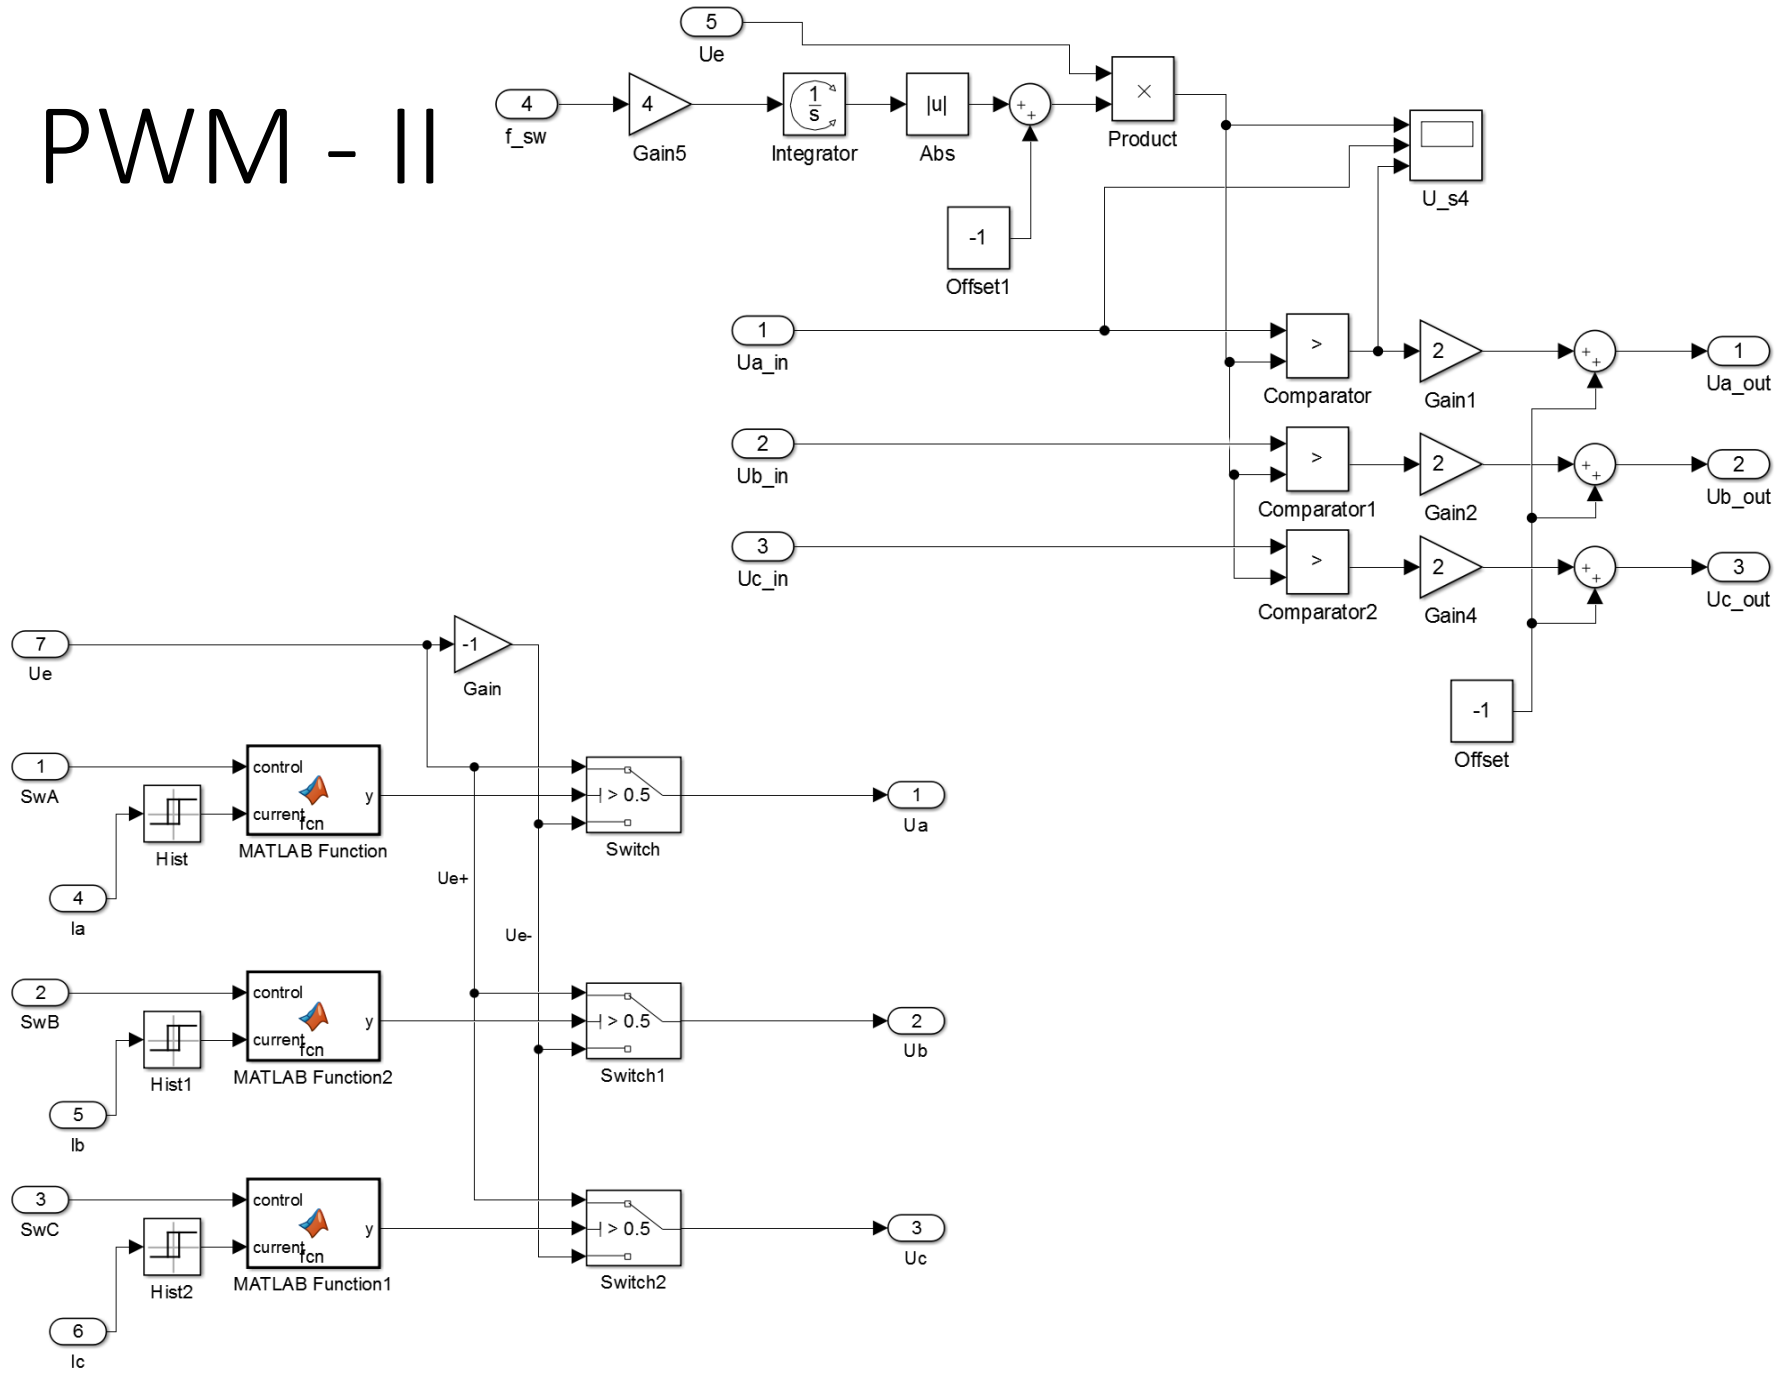 PWM - II
5
Ue
4
f_sw
4
Gain5
1
s
Integrator
|u|
Abs
+
+
×
Product
U_s4
-1
Offset1
1
Ua_in
>
Comparator
2
Gain1
+
+
1
Ua_out
2
Ub_in
>
Comparator1
2
Gain2
+
+
2
Ub_out
3
Uc_in
>
Comparator2
2
Gain4
+
+
3
Uc_out
-1
Offset
7
Ue
-1
Gain
1
SwA
Hist
4
Ia
control
current
y
fcn
MATLAB Function
> 0.5
Switch
1
Ua
Ue+
Ue-
2
SwB
Hist1
5
Ib
control
current
y
fcn
MATLAB Function2
> 0.5
Switch1
2
Ub
3
SwC
Hist2
6
Ic
control
current
y
fcn
MATLAB Function1
> 0.5
Switch2
3
Uc